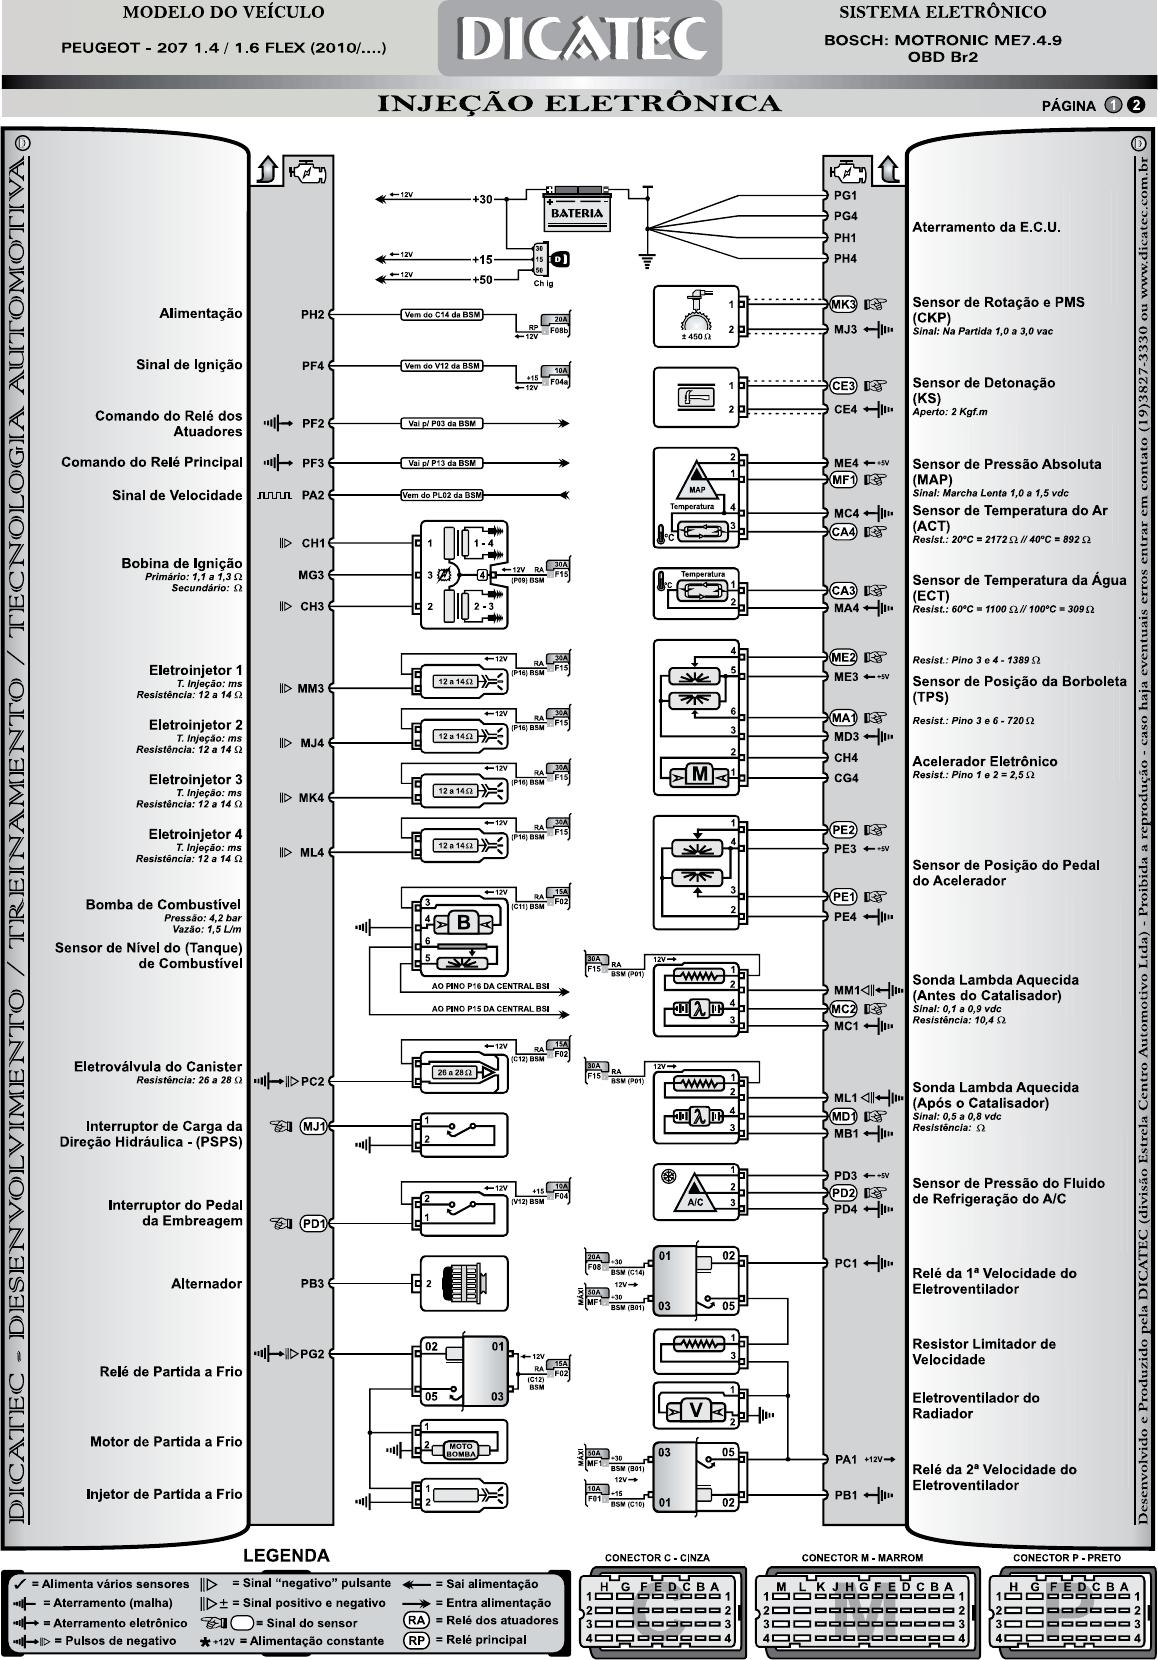 MODELO DO VEÍCULO
PEUGEOT - 207 1.4 / 1.6 FLEX (2010/....)
DICATEC
SISTEMA ELETRÔNICO
BOSCH: MOTRONIC ME7.4.9
OBD Br2
INJEÇÃO ELETRÔNICA
PÁGINA 1 2
DICATEC - DESENVOLVIMENTO / TREINAMENTO / TECNOLOGIA AUTOMOTIVA
D
Alimentação
Sinal de Ignição
Comando do Relé dos
Atuadores
Comando do Relé Principal
Sinal de Velocidade
Bobina de Ignição
Primário: 1,1 a 1,3 Ω
Secundário: Ω
Eletroinjetor 1
T. Injeção: ms
Resistência: 12 a 14 Ω
Eletroinjetor 2
T. Injeção: ms
Resistência: 12 a 14 Ω
Eletroinjetor 3
T. Injeção: ms
Resistência: 12 a 14 Ω
Eletroinjetor 4
T. Injeção: ms
Resistência: 12 a 14 Ω
Bomba de Combustível
Pressão: 4,2 bar
Vazão: 1,5 L/m
Sensor de Nível do (Tanque)
de Combustível
Eletroválvula do Canister
Resistência: 26 a 28 Ω
Interruptor de Carga da
Direção Hidráulica - (PSPS)
Interruptor do Pedal
da Embreagem
Alternador
Relé de Partida a Frio
Motor de Partida a Frio
Injetor de Partida a Frio
PH2
PF4
PF2
PF3
PA2
CH1
MG3
CH3
MM3
MJ4
MK4
ML4
PC2
MJ1
PD1
PB3
PG2
12V +30
12V +15
12V +50
BATERIA
30
15
50
D
Ch ig
Vem do C14 da BSM
RP 12V 20A F08b
Vem do V12 da BSM
+15 12V 10A F04a
Vai p/ P03 da BSM
Vai p/ P13 da BSM
Vem do PL02 da BSM
1 1 - 4
3 4 12V RA (P09) BSM 30A F15
2 2 - 3
12V RA (P16) BSM 30A F15
12 a 14 Ω
12V RA (P16) BSM 30A F15
12 a 14 Ω
12V RA (P16) BSM 30A F15
12 a 14 Ω
12V RA (P16) BSM 30A F15
12 a 14 Ω
12V RA (C11) BSM 15A F02
3
4 B
6
5
AO PINO P16 DA CENTRAL BSI
AO PINO P15 DA CENTRAL BSI
12V RA (C12) BSM 15A F02
26 a 28 Ω
1
2
12V +15 (V12) BSM 10A F04
2
1
2
02 01
05 03
12V RA (C12) BSM 15A F02
1
2 MOTO BOMBA
1
2
1
2
± 450 Ω
1
2
2
1
MAP
Temperatura
4
3
°C
Temperatura
°C
1
2
4
5
6
3
2
M 1
1
4
3
2
30A F15 RA BSM (P01) 12V
1
2
λ 4
3
30A F15 RA BSM (P01) 12V
1
2
λ 4
3
A/C
1
2
3
20A F08 +30 BSM (C14)
12V
MÁXI 50A MF1 +30 BSM (B01)
01 02
03 05
1
3
V 1
2
MÁXI 50A MF1 +30 BSM (B01)
12V
10A F01 +15 BSM (C10)
03 05
01 02
PG1
PG4
PH1
PH4
MK3
MJ3
CE3
CE4
ME4 +5V
MF1
MC4
CA4
CA3
MA4
ME2
ME3 +5V
MA1
MD3
CH4
CG4
PE2
PE3 +5V
PE1
PE4
MM1
MC2
MC1
ML1
MD1
MB1
PD3 +5V
PD2
PD4
PC1
PA1 +12V
PB1
Aterramento da E.C.U.
Sensor de Rotação e PMS
(CKP)
Sinal: Na Partida 1,0 a 3,0 vac
Sensor de Detonação
(KS)
Aperto: 2 Kgf.m
Sensor de Pressão Absoluta
(MAP)
Sinal: Marcha Lenta 1,0 a 1,5 vdc
Sensor de Temperatura do Ar
(ACT)
Resist.: 20ºC = 2172 Ω // 40ºC = 892 Ω
Sensor de Temperatura da Água
(ECT)
Resist.: 60ºC = 1100 Ω // 100ºC = 309 Ω
Resist.: Pino 3 e 4 - 1389 Ω
Sensor de Posição da Borboleta
(TPS)
Resist.: Pino 3 e 6 - 720 Ω
Acelerador Eletrônico
Resist.: Pino 1 e 2 = 2,5 Ω
Sensor de Posição do Pedal
do Acelerador
Sonda Lambda Aquecida
(Antes do Catalisador)
Sinal: 0,1 a 0,9 vdc
Resistência: 10,4 Ω
Sonda Lambda Aquecida
(Após o Catalisador)
Sinal: 0,5 a 0,8 vdc
Resistência: Ω
Sensor de Pressão do Fluido
de Refrigeração do A/C
Relé da 1ª Velocidade do
Eletroventilador
Resistor Limitador de
Velocidade
Eletroventilador do
Radiador
Relé da 2ª Velocidade do
Eletroventilador
D
Desenvolvido e Produzido pela DICATEC (divisão Estrela Centro Automotivo Ltda) - Proibida a reprodução - caso haja eventuais erros entrar em contato (19)3827-3330 ou www.dicatec.com.br
LEGENDA
= Alimenta vários sensores
= Aterramento (malha)
= Aterramento eletrônico
= Pulsos de negativo
= Sinal “negativo” pulsante
± = Sinal positivo e negativo
= Sinal do sensor
* +12V = Alimentação constante
= Sai alimentação
= Entra alimentação
RA = Relé dos atuadores
RP = Relé principal
CONECTOR C - CINZA
H G F E D C B A
1 1
2 2
3 3
4 4
C
CONECTOR M - MARROM
M L K J H G F E D C B A
1 1
2 2
3 3
4 4
M
CONECTOR P - PRETO
H G F E D C B A
1 1
2 2
3 3
4 4
P